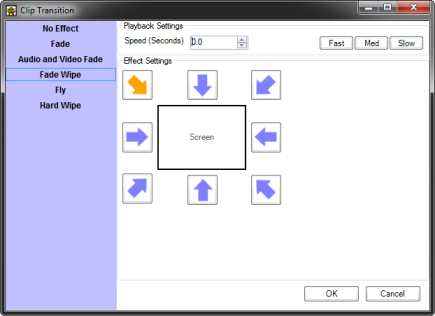 Clip Transition
No Effect
Fade
Audio and Video Fade
Fade Wipe
Fly
Hard Wipe
Playback Settings
Speed (Seconds) 0.0
Fast Med Slow
Effect Settings
Screen
OK Cancel